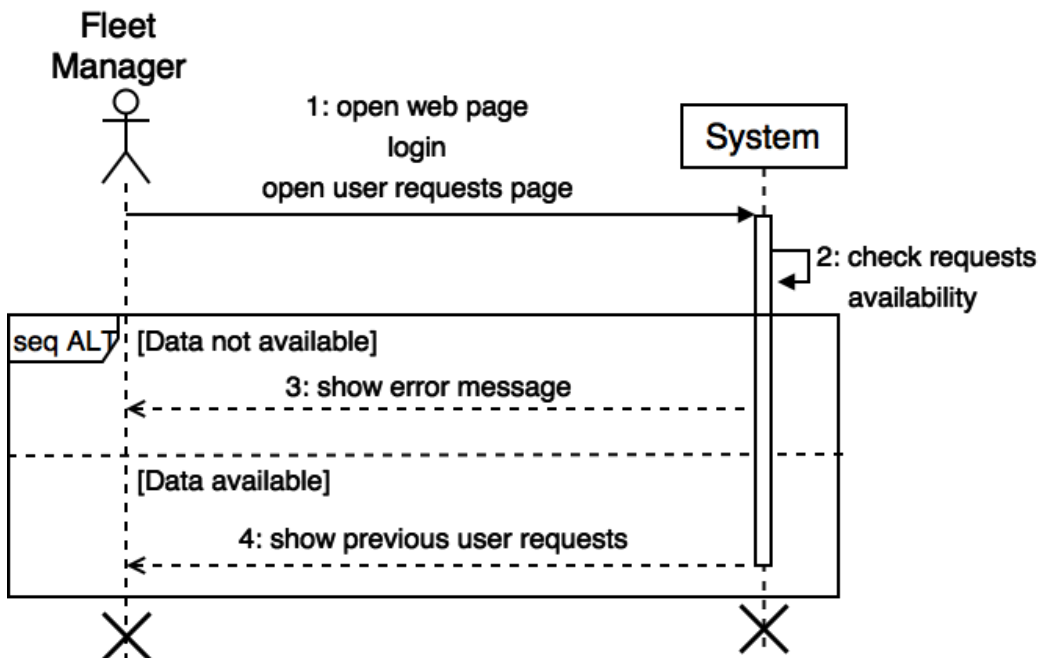 Fleet
Manager
1: open web page
login
open user requests page
System
2: check requests
availability
seq ALT
[Data not available]
3: show error message
[Data available]
4: show previous user requests